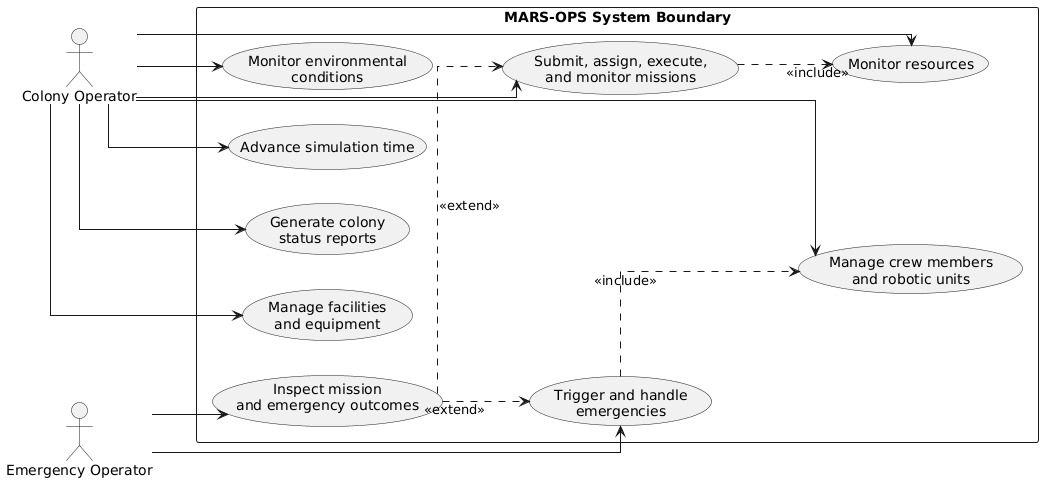 MARS-OPS System Boundary
Colony Operator
Monitor environmental
conditions
Submit, assign, execute,
and monitor missions
«include»
Monitor resources
Advance simulation time
«extend»
Generate colony
status reports
Manage crew members
and robotic units
«include»
Manage facilities
and equipment
Inspect mission
and emergency outcomes
«extend»
Trigger and handle
emergencies
Emergency Operator